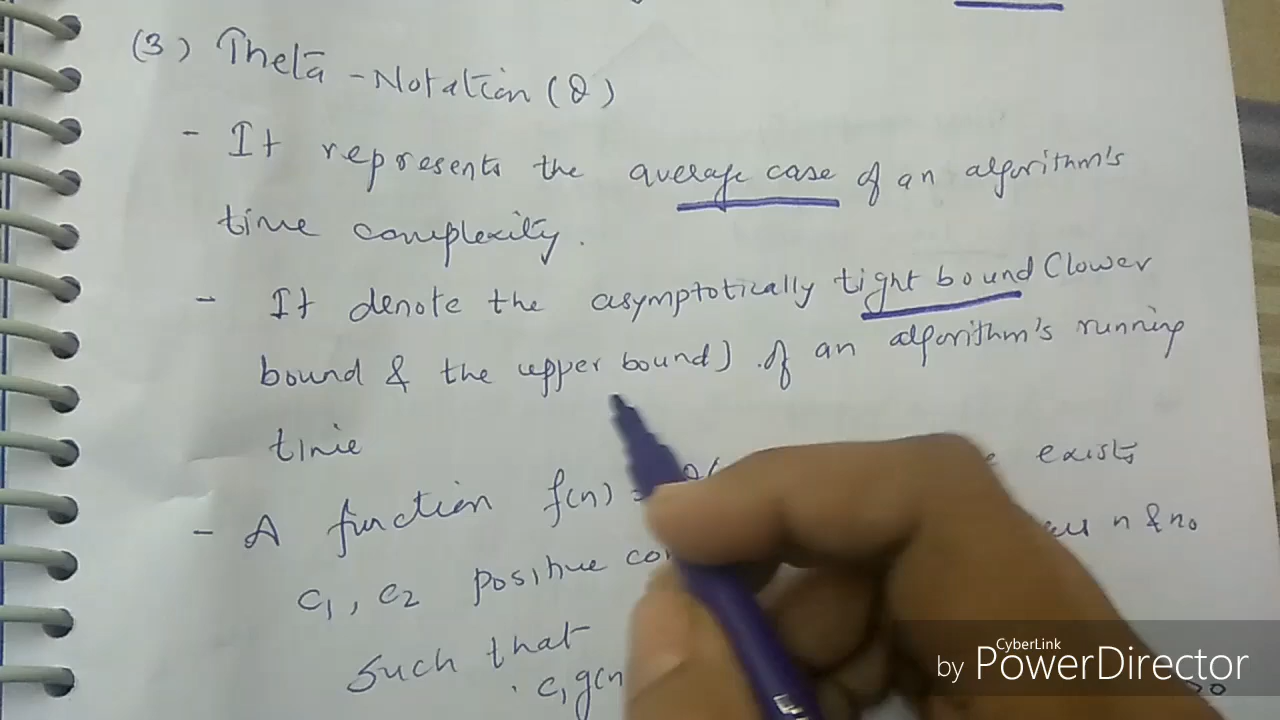 (3) Theta - Notation (θ)
- It represents the average case of an algorithm's
time complexity.
- It denote the asymptotically tight bound (lower
bound & the upper bound) of an algorithm's running
time
- A function f(n) = exists
c1, c2 positive n & n0
such that
c1 g(n
CyberLink
by PowerDirector